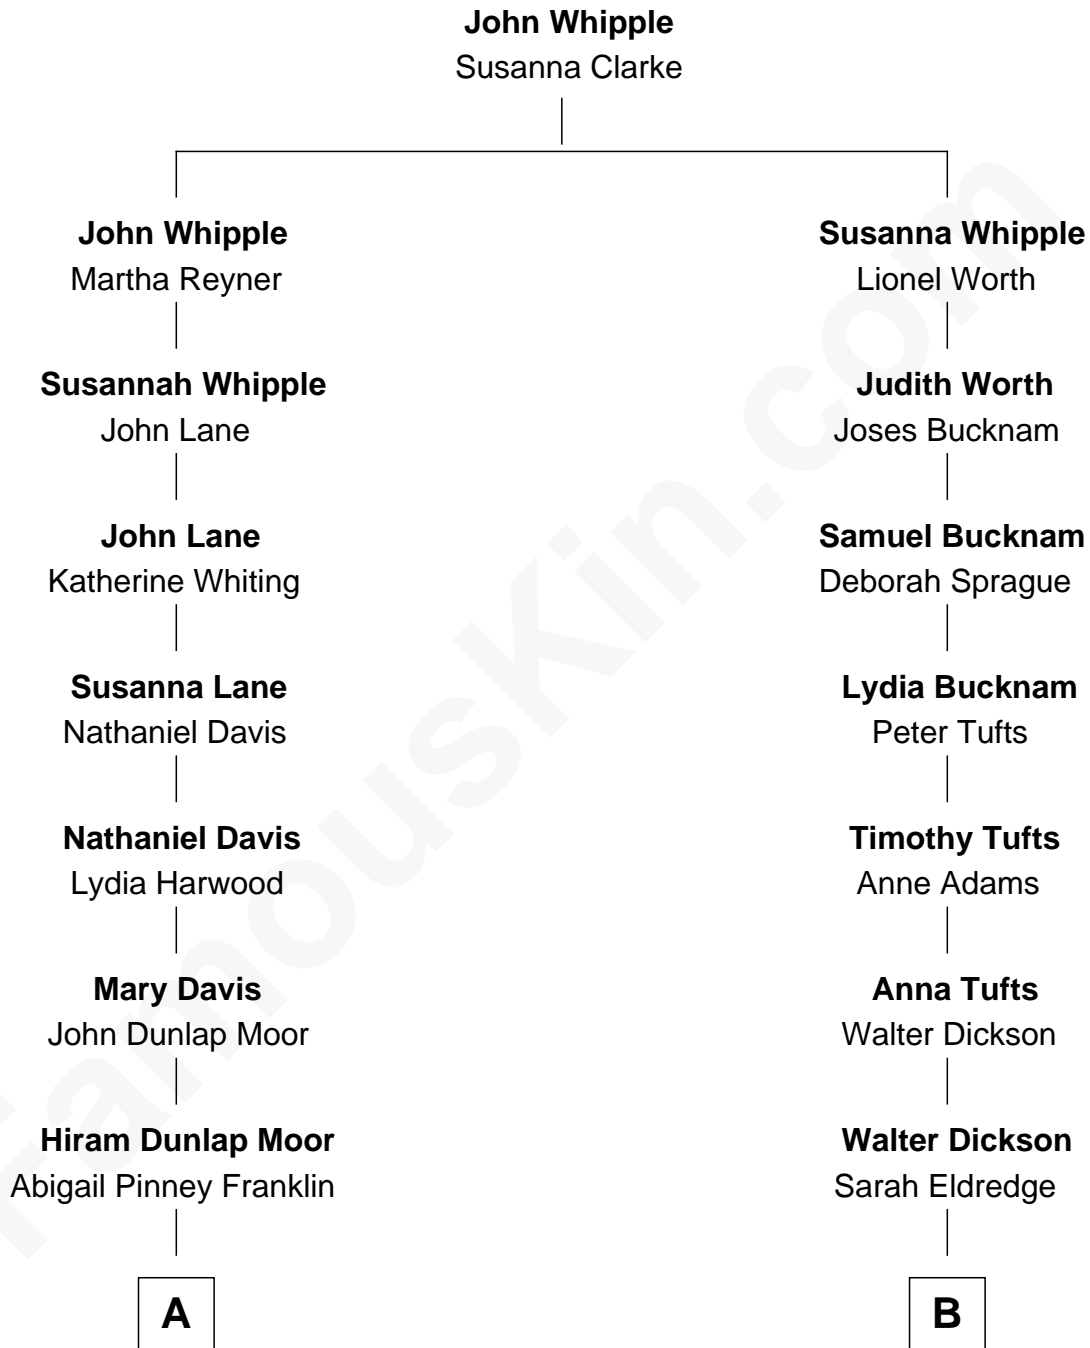 John Whipple
Susanna Clarke
John Whipple
Martha Reyner
Susanna Whipple
Lionel Worth
Susannah Whipple
John Lane
Judith Worth
Joses Bucknam
John Lane
Katherine Whiting
Samuel Bucknam
Deborah Sprague
Susanna Lane
Nathaniel Davis
Lydia Bucknam
Peter Tufts
Nathaniel Davis
Lydia Harwood
Timothy Tufts
Anne Adams
Mary Davis
John Dunlap Moor
Anna Tufts
Walter Dickson
Hiram Dunlap Moor
Abigail Pinney Franklin
Walter Dickson
Sarah Eldredge
A
B
FamousKin.com